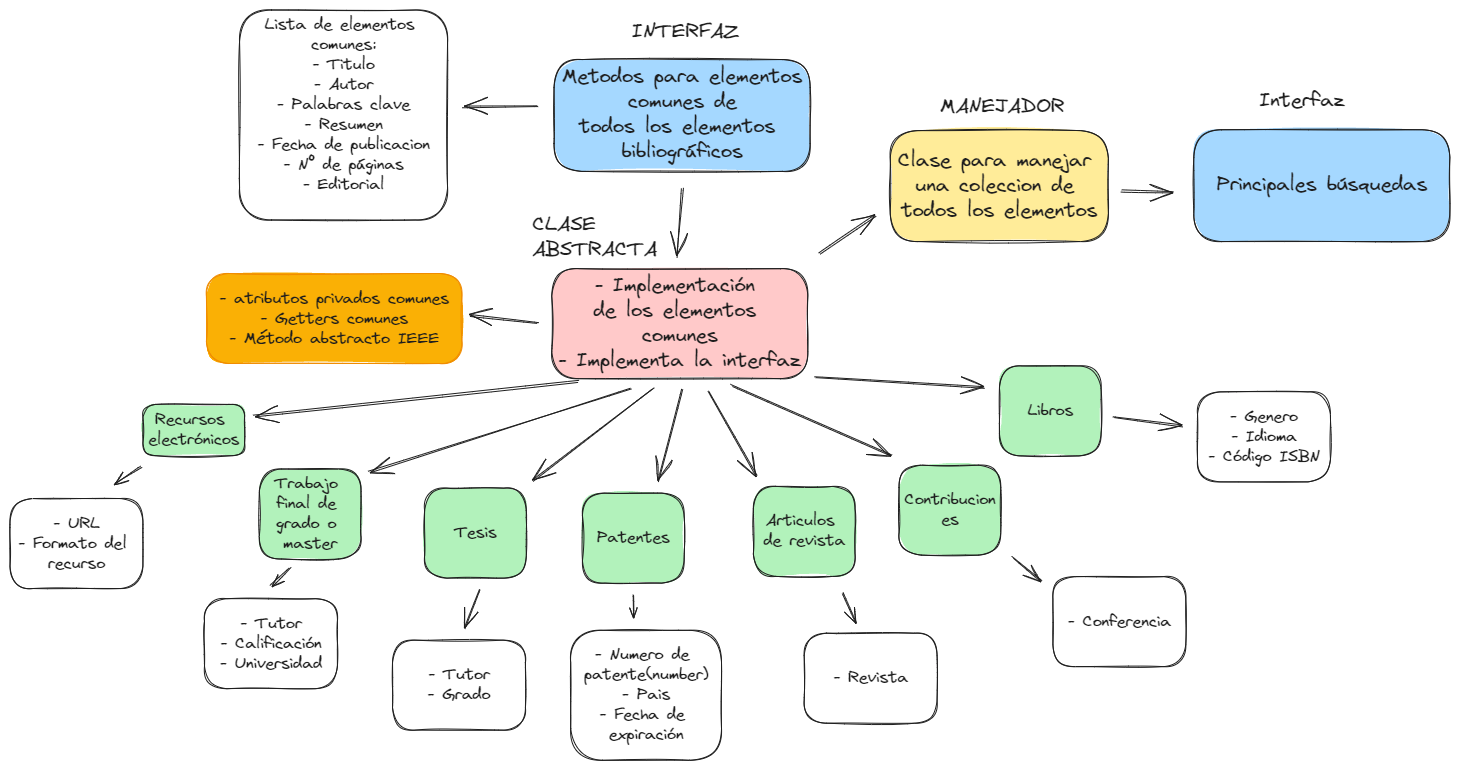 Lista de elementos
comunes:
- Titulo
- Autor
- Palabras clave
- Resumen
- Fecha de publicacion
- Nº de páginas
- Editorial
INTERFAZ
Metodos para elementos
comunes de
todos los elementos
bibligráficos
MANEJADOR
Clase para manejar
una coleccion de
todos los elementos
Interfaz
Principales búsquedas
CLASE
ABSTRACTA
- Implementación
de los elementos
comunes
- Implementa la interfaz
- atributos privados comunes
- Getters comunes
- Método abstracto IEEE
Recursos
electrónicos
- URL
- Formato del
recurso
Trabajo
final de
grado o
master
- Tutor
- Calificación
- Universidad
Tesis
- Tutor
- Grado
Patentes
- Numero de
patente(number)
- Pais
- Fecha de
expiración
Articulos
de revista
- Revista
Contribucion
es
- Conferencia
Libros
- Genero
- Idioma
- Código ISBN